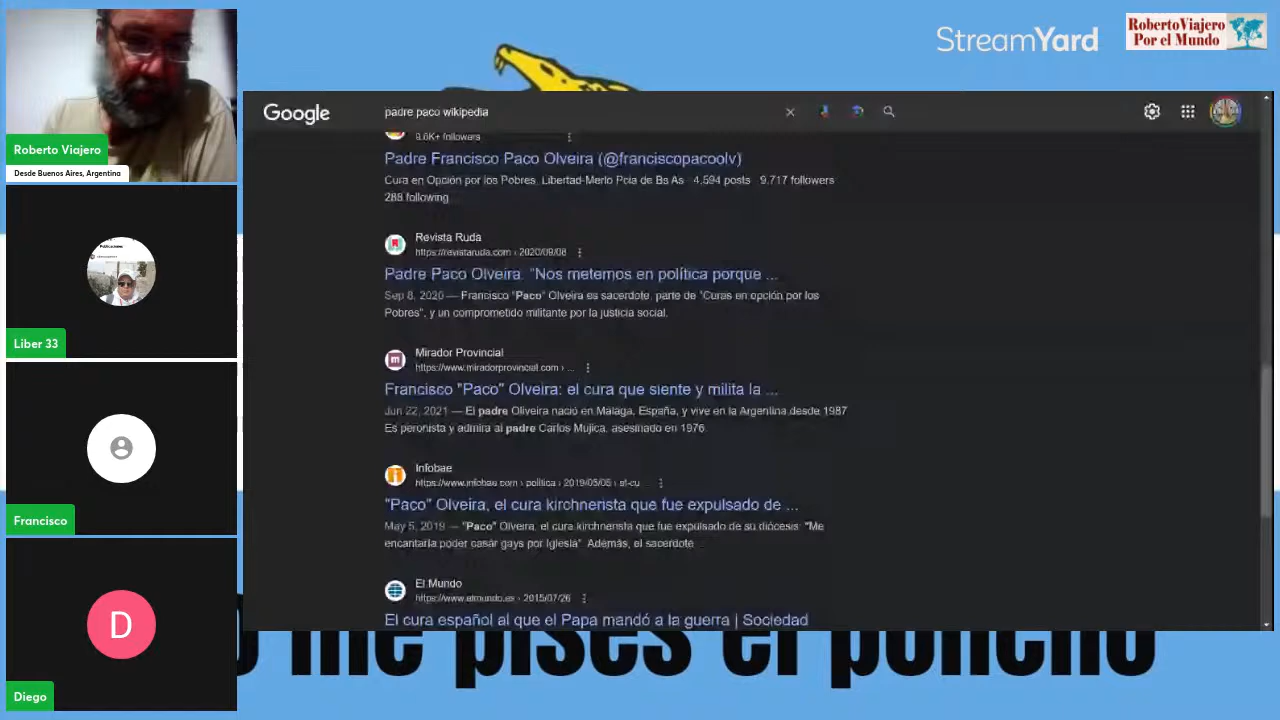 StreamYard
RobertoViajero
Por el Mundo
Roberto Viajero
Desde Buenos Aires, Argentina
Liber 33
Francisco
D
Diego
Google
padre paco wikipedia
9.6K+ followers
Padre Francisco Paco Olveira (@franciscopacoolv)
Cura en Opción por los Pobres. Libertad-Merlo Pcia de Bs As · 4.594 posts · 9.717 followers ·
288 following
Revista Ruda
https://revistaruda.com › 2020/09/08
Padre Paco Olveira. "Nos metemos en política porque ...
Sep 8, 2020 — Francisco "Paco" Olveira es sacerdote, parte de "Curas en opción por los
Pobres", y un comprometido militante por la justicia social.
Mirador Provincial
https://www.miradorprovincial.com › ...
Francisco "Paco" Olveira: el cura que siente y milita la ...
Jun 22, 2021 — El padre Oliveira nació en Málaga, España, y vive en la Argentina desde 1987
Es peronista y admira al padre Carlos Mujica, asesinado en 1976.
Infobae
https://www.infobae.com › politica › 2019/05/05 › el-cu
"Paco" Olveira, el cura kirchnerista que fue expulsado de ...
May 5, 2019 — "Paco" Olveira, el cura kirchnerista que fue expulsado de su diócesis: "Me
encantaría poder casar gays por Iglesia" Además, el sacerdote
El Mundo
https://www.elmundo.es › 2015/07/26
El cura español al que el Papa mandó a la guerra | Sociedad
me pises el poncho